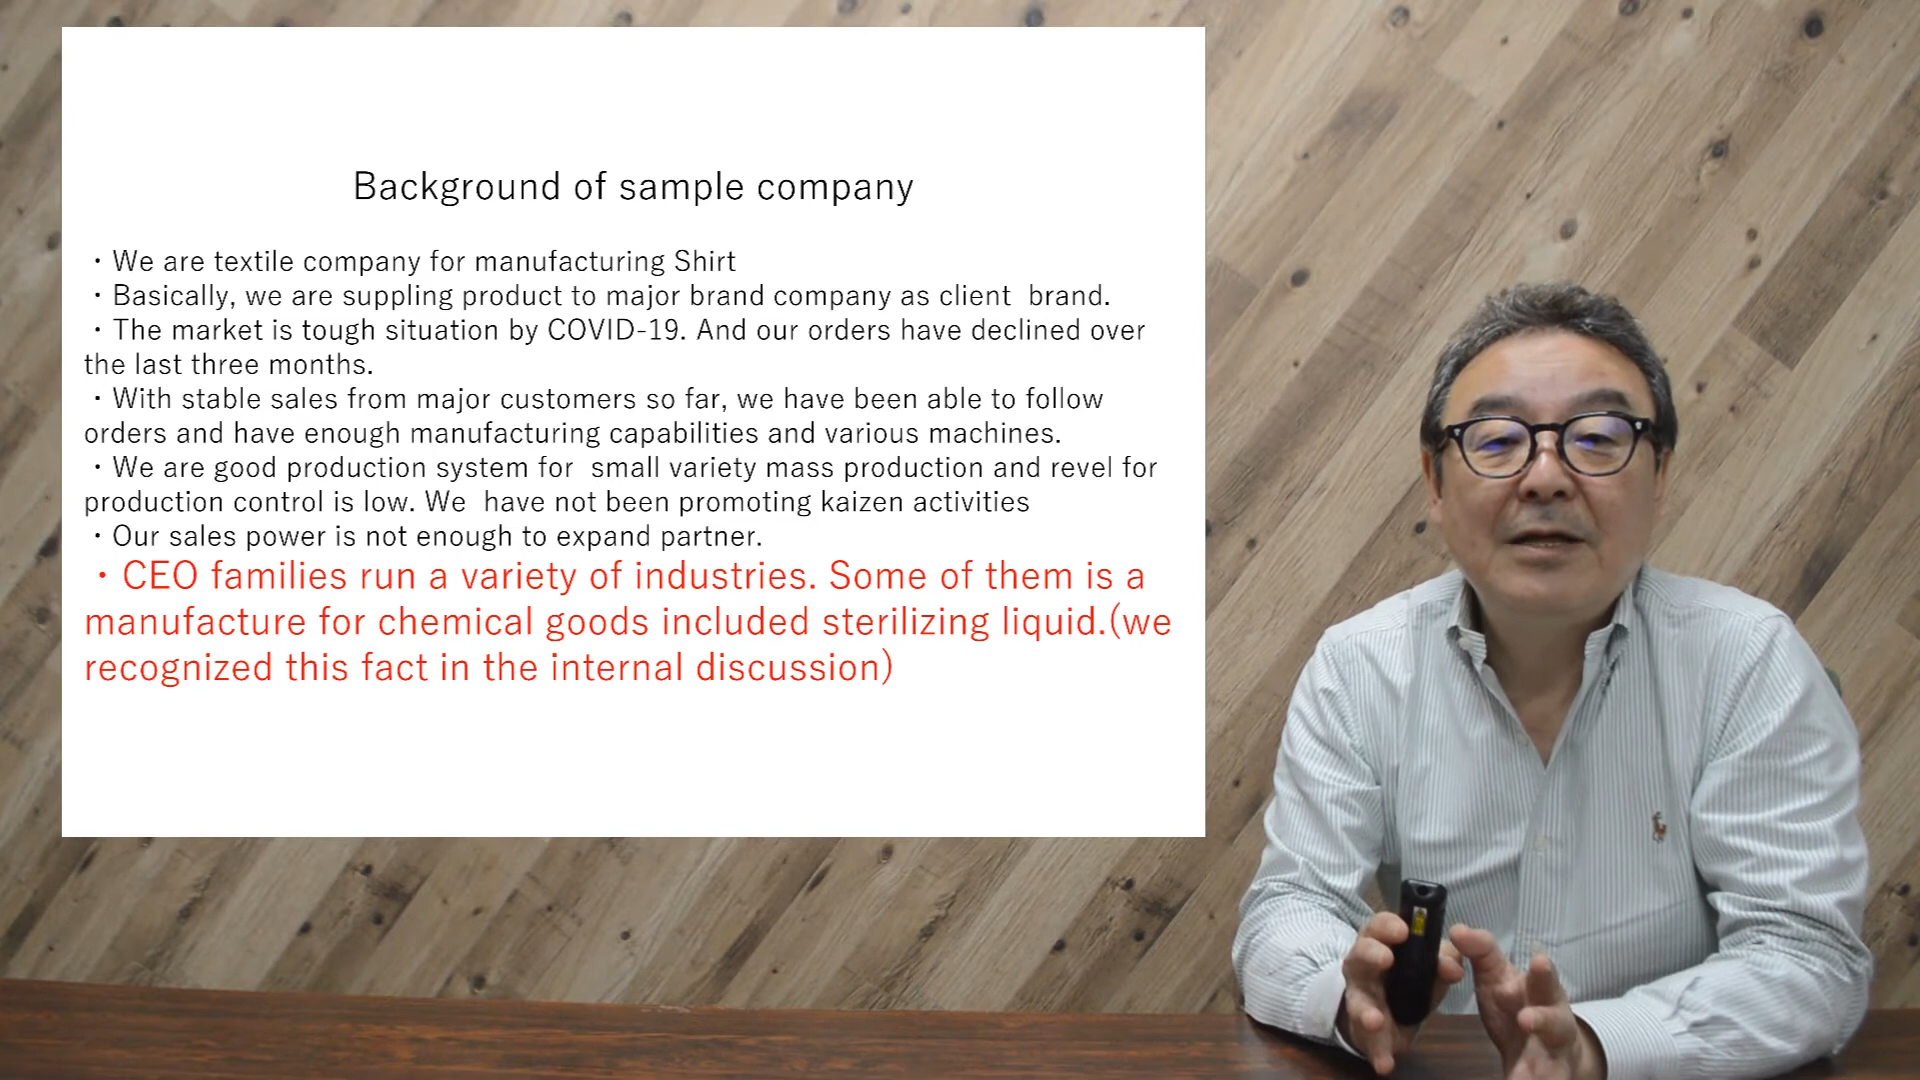 Background of sample company
・We are textile company for manufacturing Shirt
・Basically, we are suppling product to major brand company as client  brand.
・The market is tough situation by COVID-19. And our orders have declined over
the last three months.
・With stable sales from major customers so far, we have been able to follow
orders and have enough manufacturing capabilities and various machines.
・We are good production system for  small variety mass production and revel for
production control is low. We  have not been promoting kaizen activities
・Our sales power is not enough to expand partner.
・CEO families run a variety of industries. Some of them is a
manufacture for chemical goods included sterilizing liquid.(we
recognized this fact in the internal discussion)